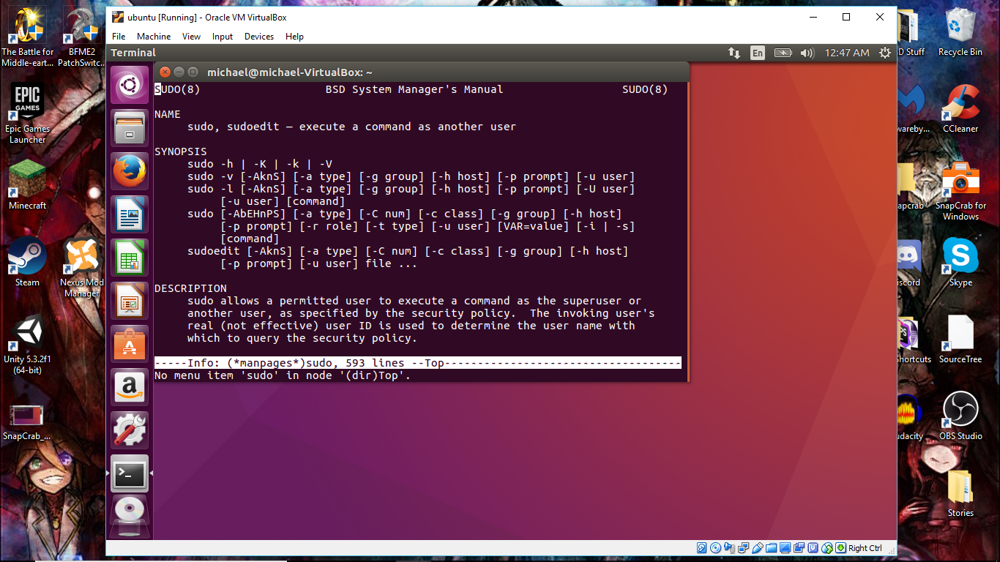 ubuntu [Running] - Oracle VM VirtualBox
File Machine View Input Devices Help
Terminal
En
12:47 AM
michael@michael-VirtualBox: ~
SUDO(8) BSD System Manager's Manual SUDO(8)
NAME
sudo, sudoedit — execute a command as another user
SYNOPSIS
sudo -h | -K | -k | -V
sudo -v [-AknS] [-a type] [-g group] [-h host] [-p prompt] [-u user]
sudo -l [-AknS] [-a type] [-g group] [-h host] [-p prompt] [-U user]
[-u user] [command]
sudo [-AbEHnPS] [-a type] [-C num] [-c class] [-g group] [-h host]
[-p prompt] [-r role] [-t type] [-u user] [VAR=value] [-i | -s]
[command]
sudoedit [-AknS] [-a type] [-C num] [-c class] [-g group] [-h host]
[-p prompt] [-u user] file ...
DESCRIPTION
sudo allows a permitted user to execute a command as the superuser or
another user, as specified by the security policy.  The invoking user's
real (not effective) user ID is used to determine the user name with
which to query the security policy.
-----Info: (*manpages*)sudo, 593 lines --Top------------------------------------
No menu item 'sudo' in node '(dir)Top'.
Right Ctrl
The Battle for
Middle-eart...
BFME2
PatchSwitc...
EPIC
GAMES
Epic Games
Launcher
Minecraft
Steam
Nexus Mod
Manager
Unity 5.3.2f1
(64-bit)
SnapCrab_...
D Stuff
Recycle Bin
wareby...
CCleaner
apcrab
SnapCrab for
Windows
iscord
Skype
PS
Shortcuts
SourceTree
udacity
OBS Studio
Stories